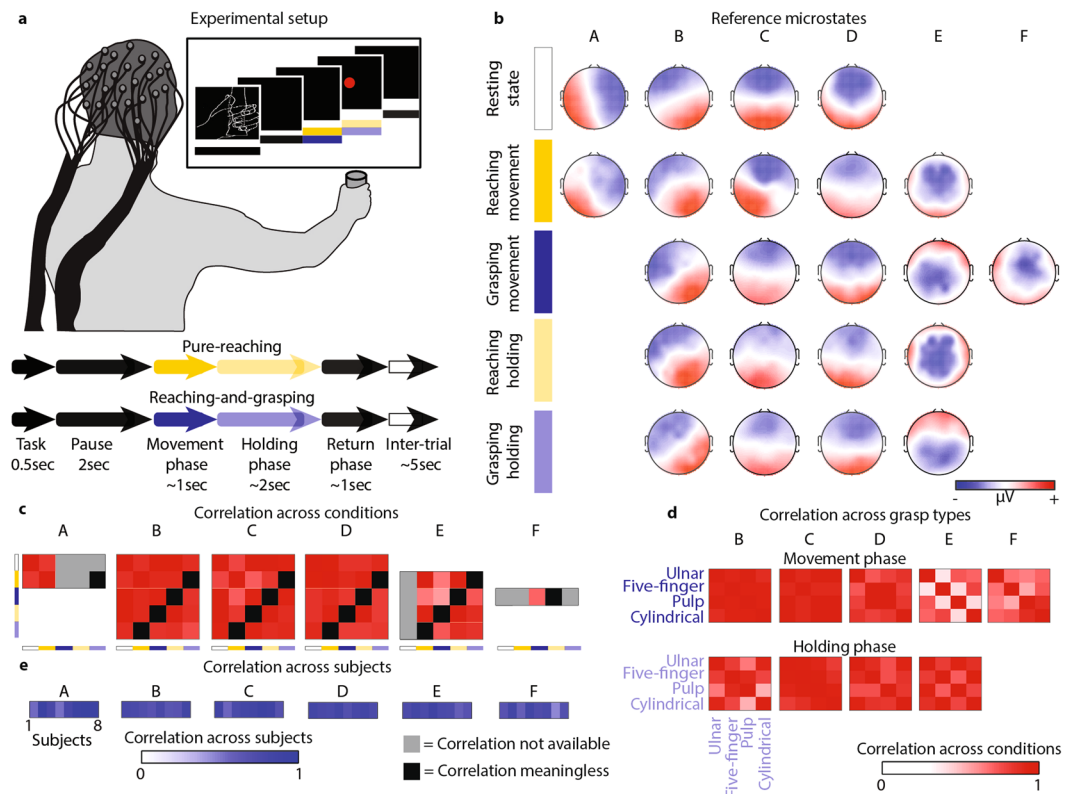 a
Experimental setup
Pure-reaching
Reaching-and-grasping
Task
0.5sec
Pause
2sec
Movement
phase
~1sec
Holding
phase
~2sec
Return
phase
~1sec
Inter-trial
~5sec
b
Reference microstates
A B C D E F
Resting
state
Reaching
movement
Grasping
movement
Reaching
holding
Grasping
holding
- µV +
c
Correlation across conditions
A B C D E F
d
Correlation across grasp types
B C D E F
Movement phase
Ulnar
Five-finger
Pulp
Cylindrical
Holding phase
Ulnar
Five-finger
Pulp
Cylindrical
Ulnar
Five-finger
Pulp
Cylindrical
Correlation across conditions
0 1
e
Correlation across subjects
A B C D E F
1 8
Subjects
Correlation across subjects
0 1
= Correlation not available
= Correlation meaningless